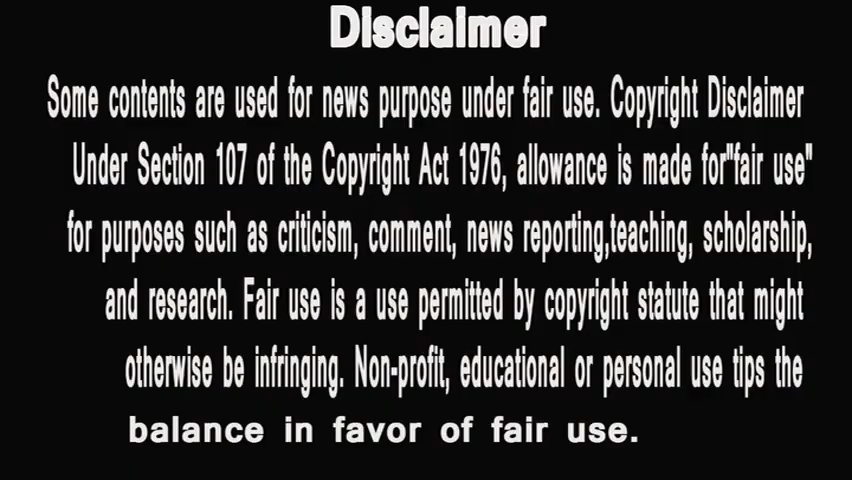 Disclaimer
Some contents are used for news purpose under fair use. Copyright Disclaimer
Under Section 107 of the Copyright Act 1976, allowance is made for"fair use"
for purposes such as criticism, comment, news reporting,teaching, scholarship,
and research. Fair use is a use permitted by copyright statute that might
otherwise be infringing. Non-profit, educational or personal use tips the
balance in favor of fair use.